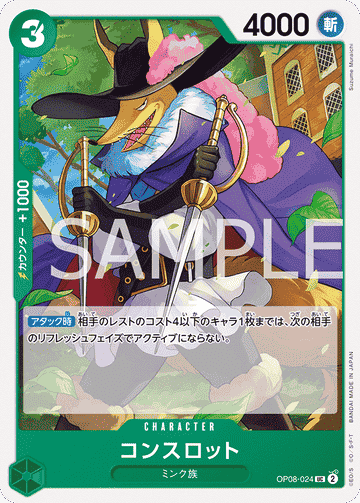 3
4000
斬
Suzume Muraichi
カウンター +1000
SAMPLE
アタック時 相手のレストのコスト4以下のキャラ1枚までは、次の相手
のリフレッシュフェイズでアクティブにならない。
CHARACTER
コンスロット
ミンク族
OP08-024 UC 2
©E.O./S. ©O./S.-F.-T. BANDAI MADE IN JAPAN